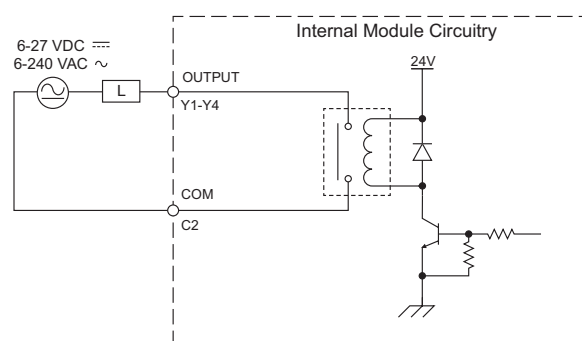 Internal Module Circuitry
6-27 VDC ⎓
6-240 VAC ∿
24V
OUTPUT
L
Y1-Y4
COM
C2